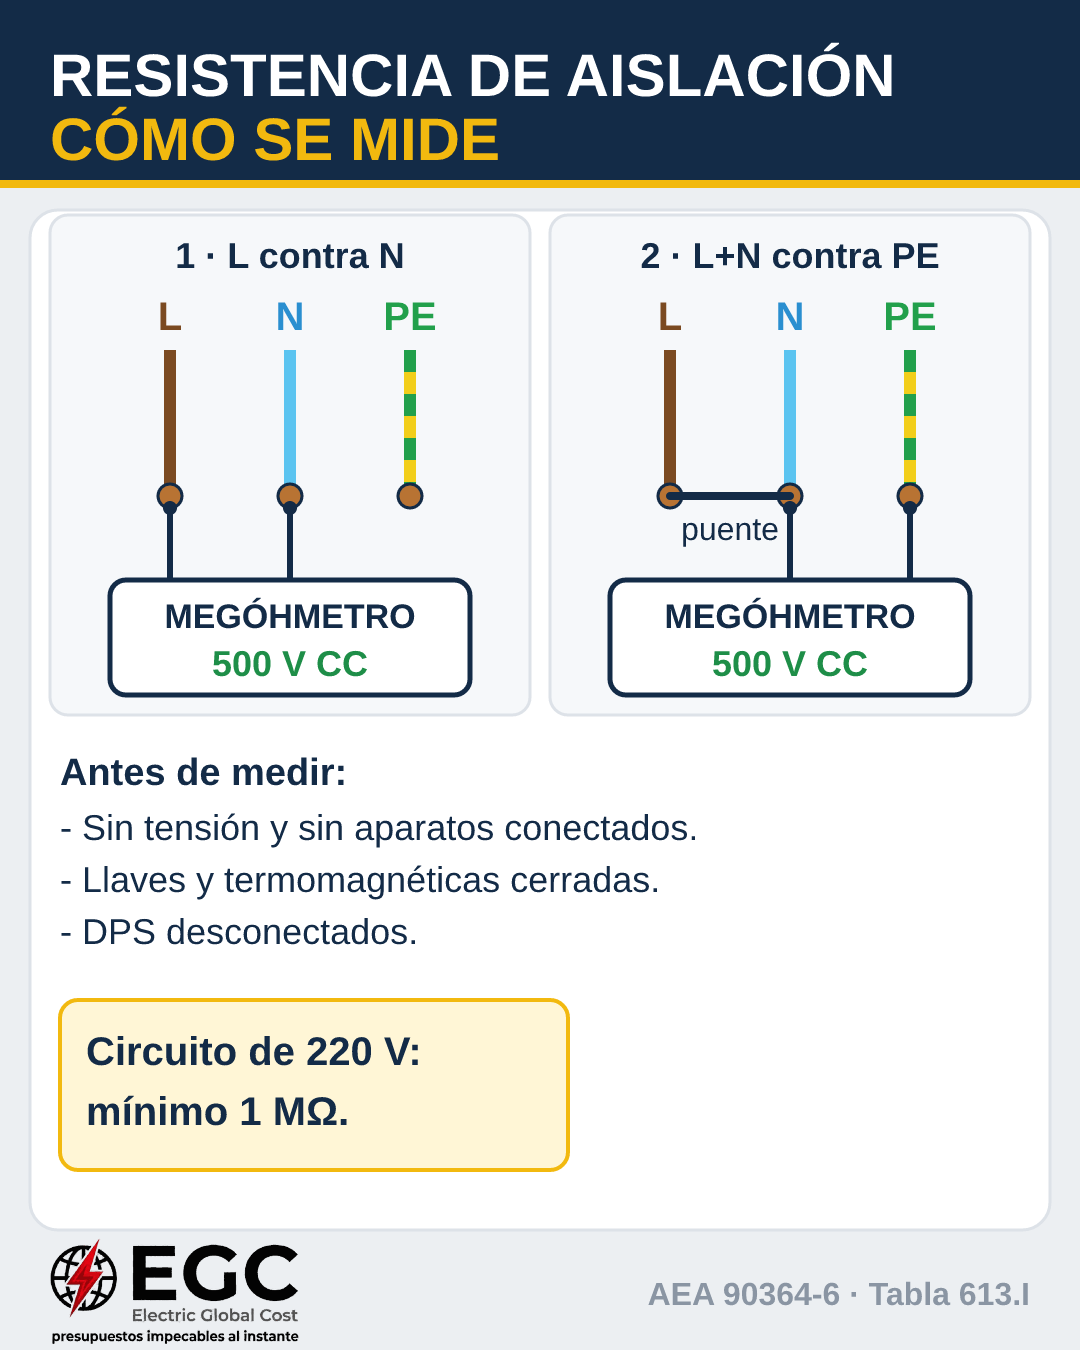 RESISTENCIA DE AISLACIÓN
CÓMO SE MIDE
1 · L contra N
L N PE
MEGÓHMETRO
500 V CC
2 · L+N contra PE
L N PE
puente
MEGÓHMETRO
500 V CC
Antes de medir:
- Sin tensión y sin aparatos conectados.
- Llaves y termomagnéticas cerradas.
- DPS desconectados.
Circuito de 220 V:
mínimo 1 MΩ.
EGC
Electric Global Cost
presupuestos impecables al instante
AEA 90364-6 · Tabla 613.I